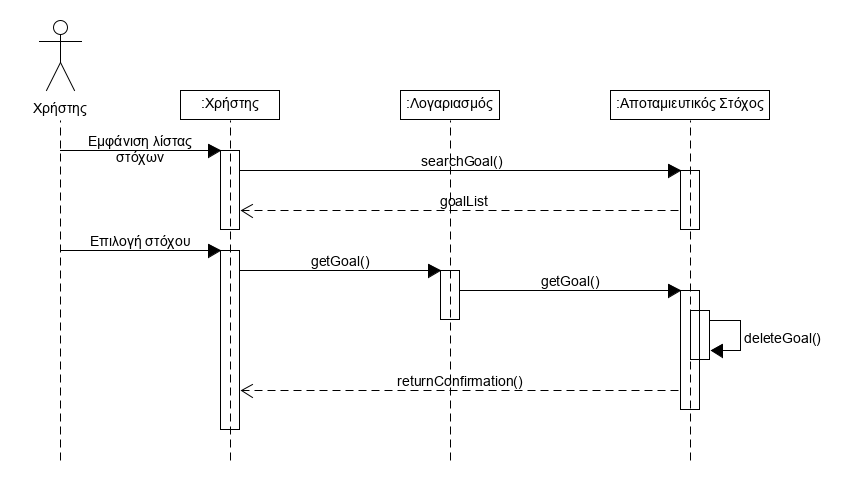 Χρήστης
:Χρήστης
:Λογαριασμός
:Αποταμιευτικός Στόχος
Εμφάνιση λίστας
στόχων
searchGoal()
goalList
Επιλογή στόχου
getGoal()
getGoal()
deleteGoal()
returnConfirmation()